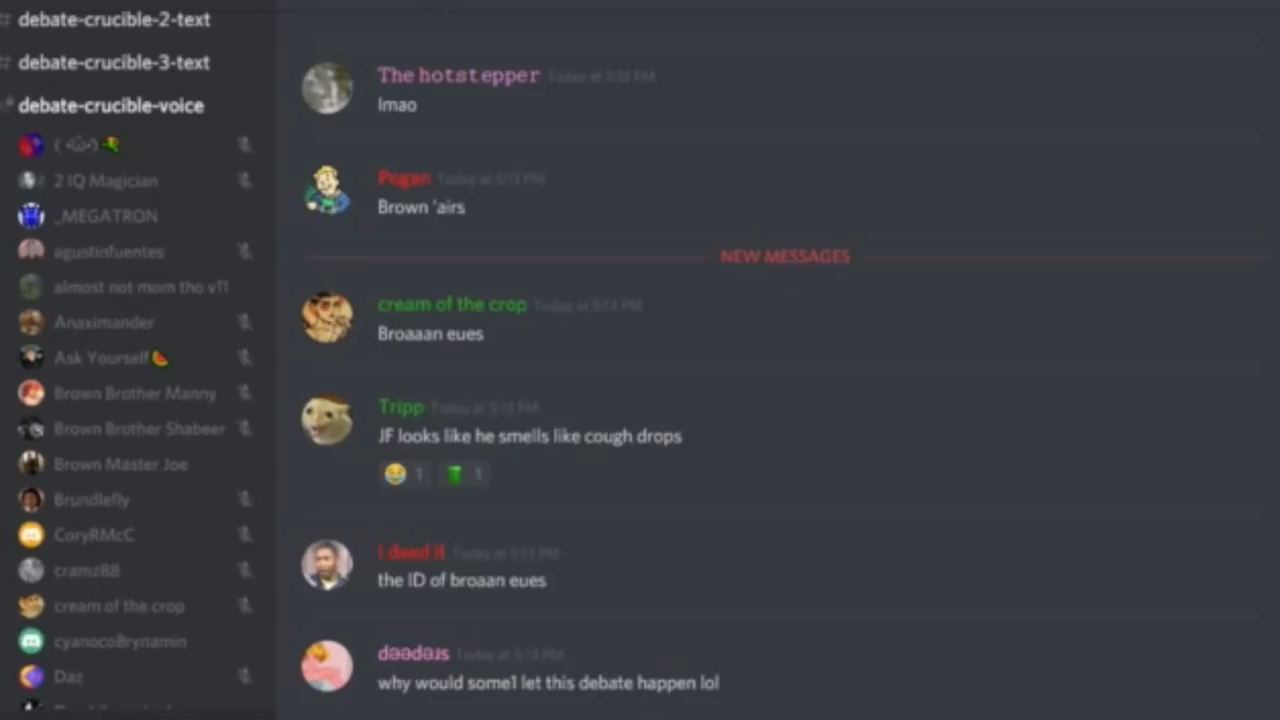 debate-crucible-2-text
debate-crucible-3-text
debate-crucible-voice
2 IQ Magician
_MEGATRON
agustinfuentes
almost not mom tho v11
Anaximander
Ask Yourself🍉
Brown Brother Manny
Brown Brother Shabeer
Brown Master Joe
Brundlefly
CoryRMcC
cramz88
cream of the crop
cyanocoBrynamin
Daz
The hotstepper Today at 5:13 PM
lmao
Pogan Today at 5:13 PM
Brown 'airs
NEW MESSAGES
cream of the crop Today at 5:13 PM
Broaaan eues
Tripp Today at 5:13 PM
JF looks like he smells like cough drops
😂 1 1
i deed it Today at 5:13 PM
the ID of broaan eues
Today at 5:13 PM
why would some1 let this debate happen lol